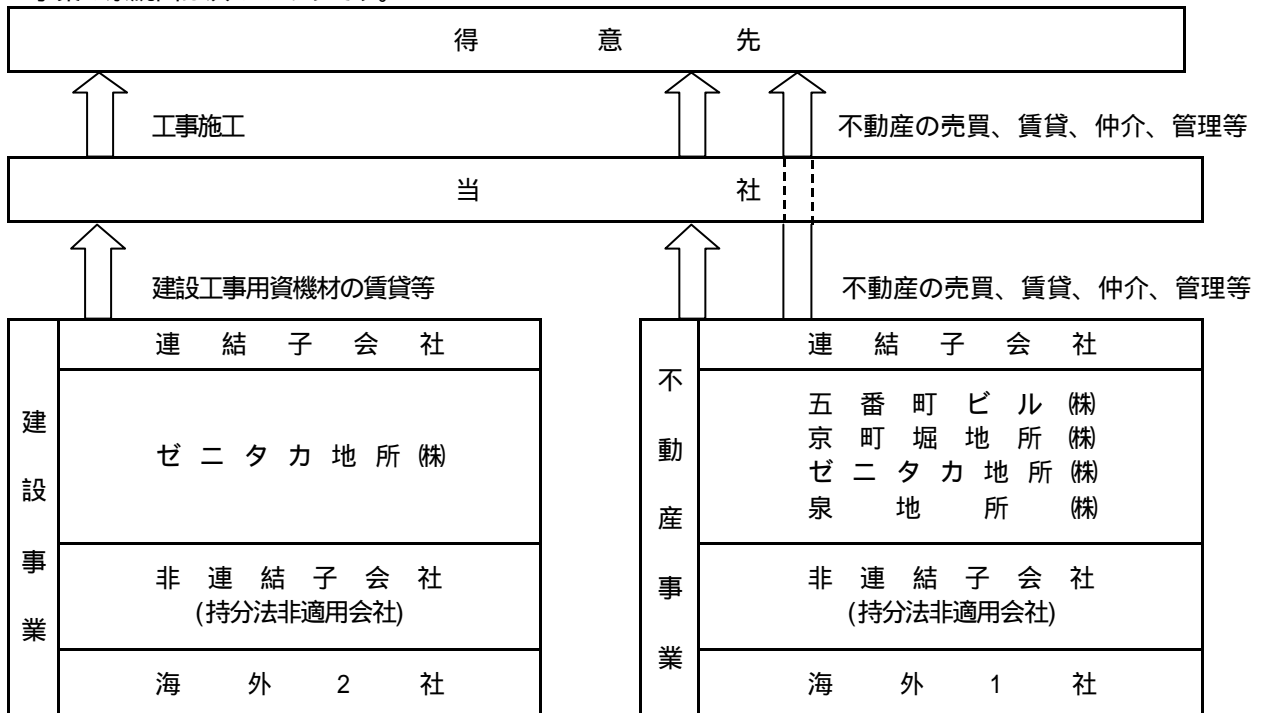 得意先
工事施工
不動産の売買、賃貸、仲介、管理等
当社
建設工事用資機材の賃貸等
不動産の売買、賃貸、仲介、管理等
建設事業
連結子会社
ゼニタカ地所㈱
非連結子会社
(持分法非適用会社)
海外2社
不動産事業
連結子会社
五番町ビル㈱
京町堀地所㈱
ゼニタカ地所㈱
泉地所㈱
非連結子会社
(持分法非適用会社)
海外1社